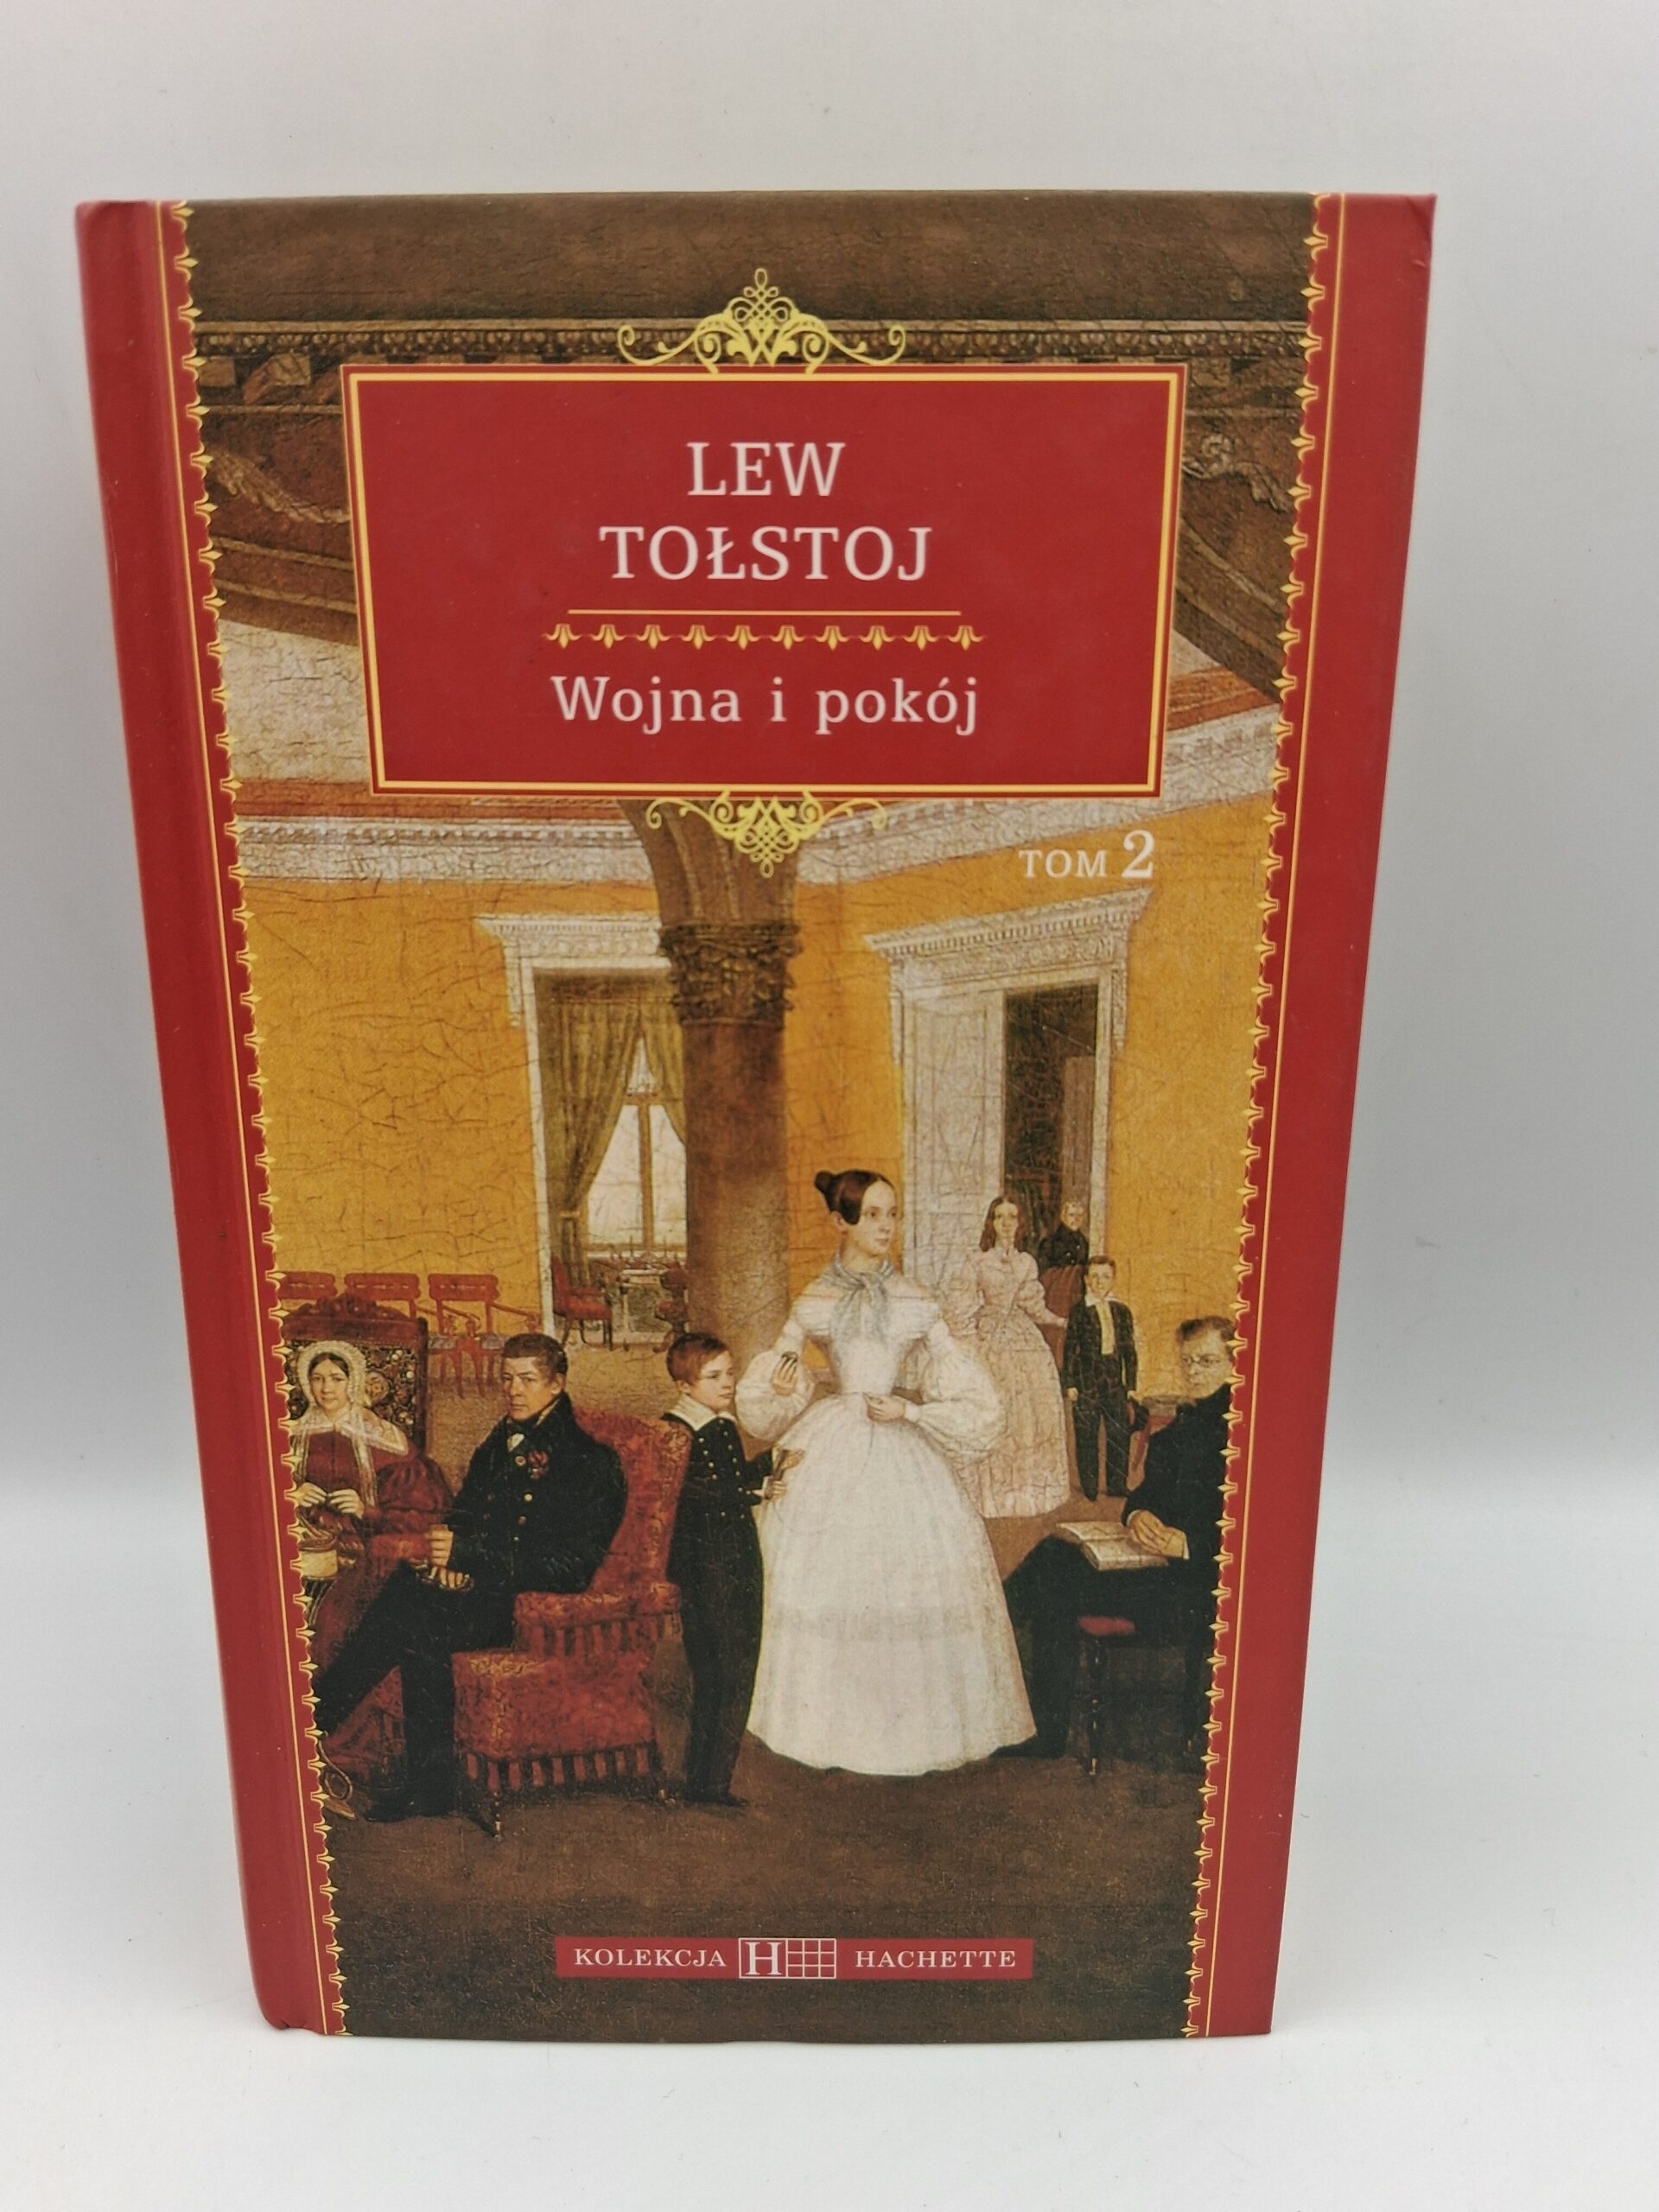 LEW
TOŁSTOJ
Wojna i pokój
TOM 2
KOLEKCJA H HACHETTE